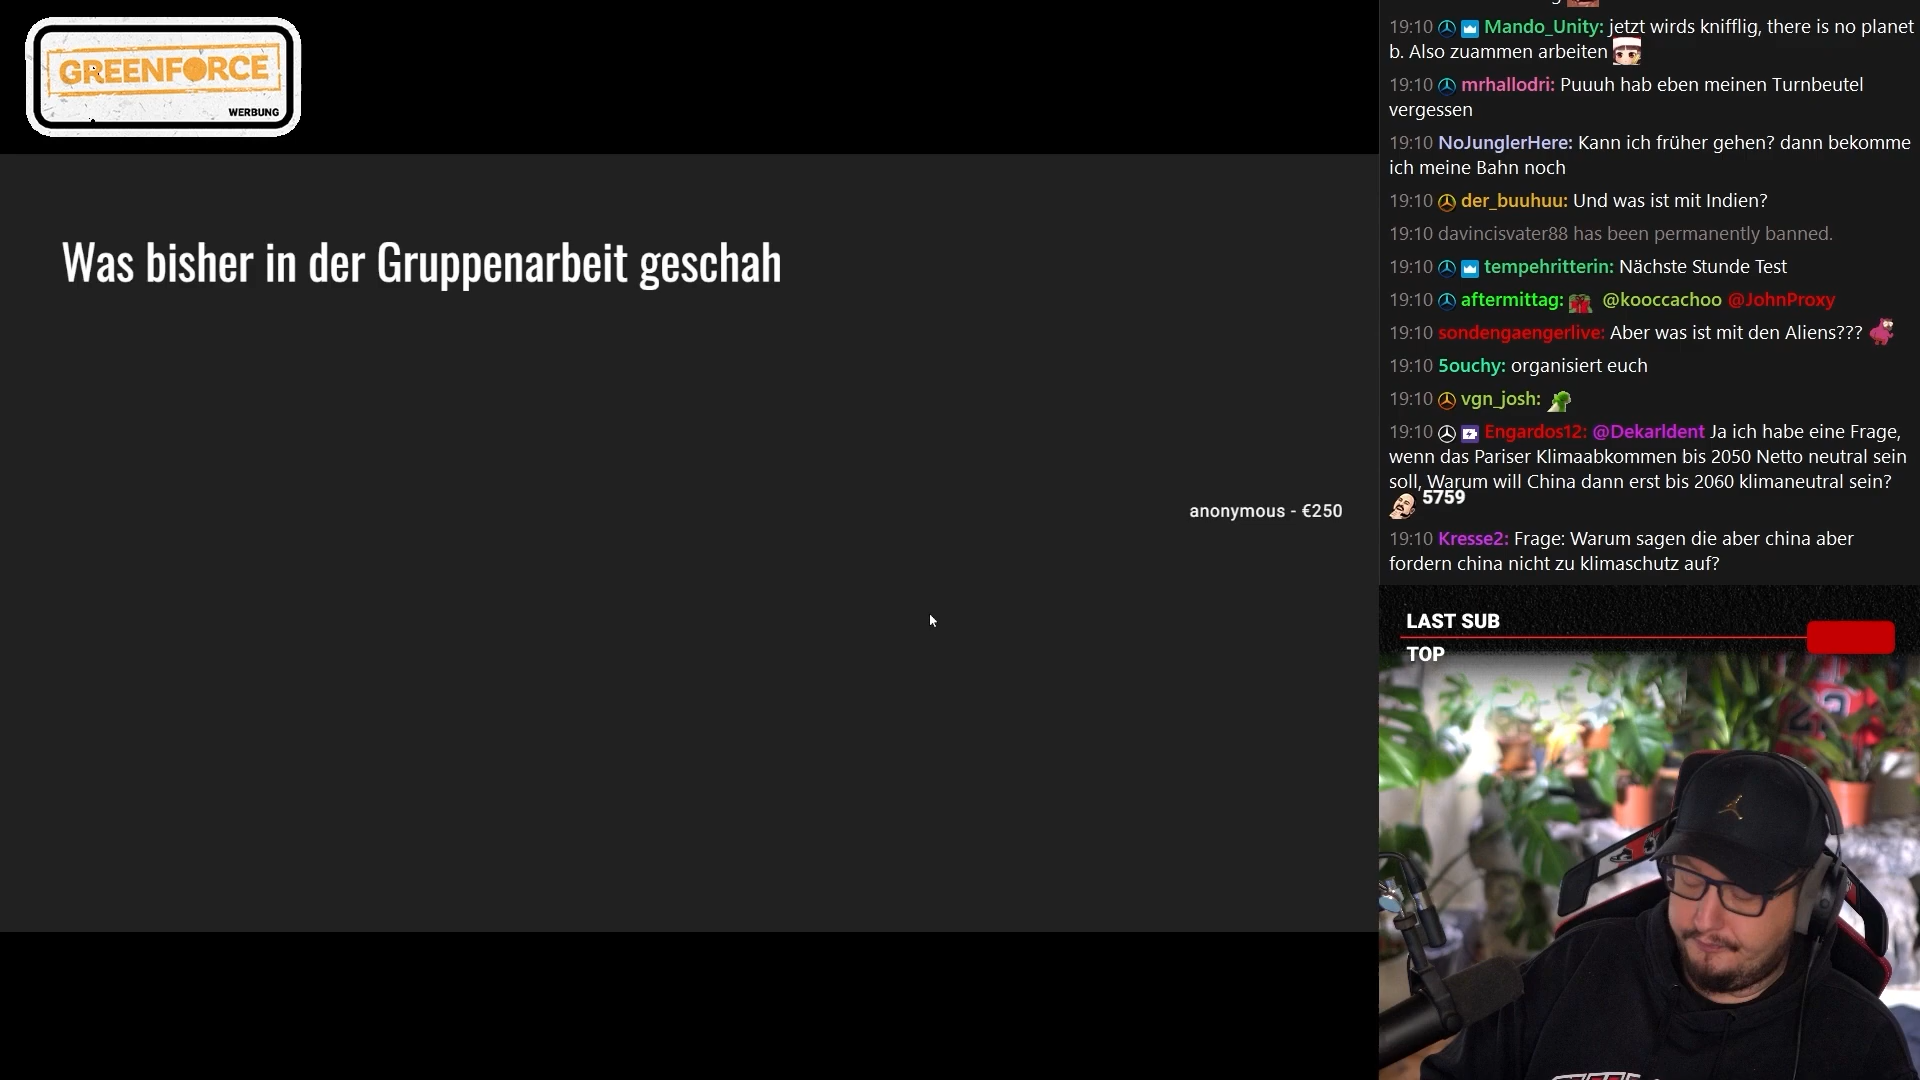 GREENFORCE
WERBUNG
Was bisher in der Gruppenarbeit geschah
anonymous - €250
19:10 Mando_Unity: jetzt wirds knifflig, there is no planet
b. Also zuammen arbeiten
19:10 mrhallodri: Puuuh hab eben meinen Turnbeutel
vergessen
19:10 NoJunglerHere: Kann ich früher gehen? dann bekomme
ich meine Bahn noch
19:10 der_buuhuu: Und was ist mit Indien?
19:10 davincisvater88 has been permanently banned.
19:10 tempehritterin: Nächste Stunde Test
19:10 aftermittag: @kooccachoo @JohnProxy
19:10 sondengaengerlive: Aber was ist mit den Aliens???
19:10 5ouchy: organisiert euch
19:10 vgn_josh:
19:10 Engardos12: @Dekarldent Ja ich habe eine Frage,
wenn das Pariser Klimaabkommen bis 2050 Netto neutral sein
soll, Warum will China dann erst bis 2060 klimaneutral sein?
5759
19:10 Kresse2: Frage: Warum sagen die aber china aber
fordern china nicht zu klimaschutz auf?
LAST SUB
TOP